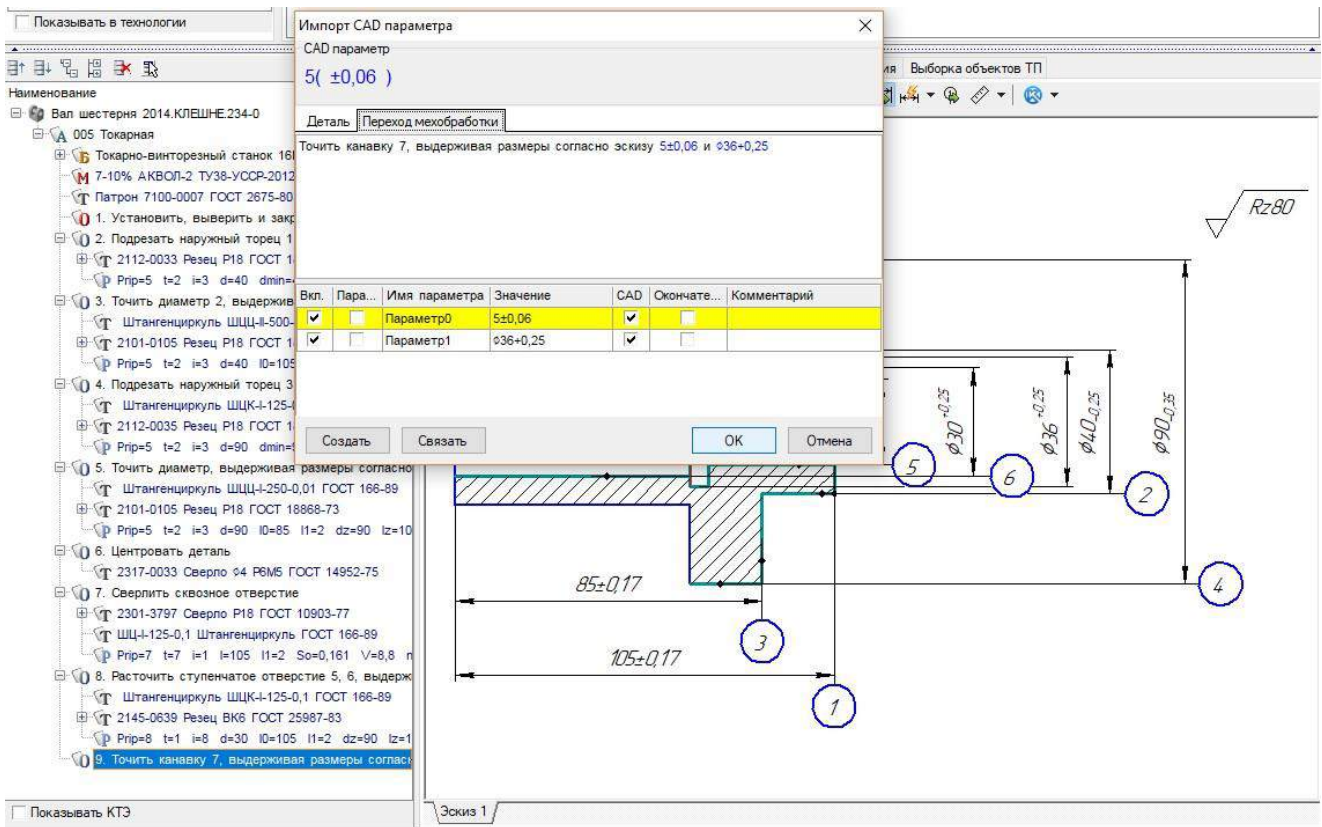 Показывать в технологии
Импорт CAD параметра
CAD параметр
5( ±0,06 )
Деталь Переход мехобработки
Точить канавку 7, выдерживая размеры согласно эскизу 5±0,06 и ⌀36+0,25
Вкл. Пара... Имя параметра Значение CAD Окончате... Комментарий
Параметр0 5±0,06
Параметр1 ⌀36+0,25
Создать Связать OK Отмена
Выборка объектов ТП
Наименование
Вал шестерня 2014.КЛЕШНЕ.234-0
А 005 Токарная
Б Токарно-винторезный станок 16
М 7-10% АКВОЛ-2 ТУ38-УССР-2012
Т Патрон 7100-0007 ГОСТ 2675-80
О 1. Установить, выверить и
О 2. Подрезать наружный торец 1
Т 2112-0033 Резец Р18 ГОСТ
Р Prip=5 t=2 i=3 d=40 dmin=
О 3. Точить диаметр 2,
Т Штангенциркуль ШЦЦ-II-500-
Т 2101-0105 Резец Р18 ГОСТ
Р Prip=5 t=2 i=3 d=40 l0=105
О 4. Подрезать наружный торец 3
Т Штангенциркуль ШЦК-I-125-
Т 2112-0035 Резец Р18 ГОСТ
Р Prip=5 t=2 i=3 d=90 dmin=
О 5. Точить диаметр, выдерживая размеры согласно
Т Штангенциркуль ШЦЦ-I-250-0,01 ГОСТ 166-89
Т 2101-0105 Резец Р18 ГОСТ 18868-73
Р Prip=5 t=2 i=3 d=90 l0=85 l1=2 dz=90 lz=10
О 6. Центровать деталь
Т 2317-0033 Сверло ⌀4 Р6М5 ГОСТ 14952-75
О 7. Сверлить сквозное отверстие
Т 2301-3797 Сверло Р18 ГОСТ 10903-77
Т ШЦ-I-125-0,1 Штангенциркуль ГОСТ 166-89
Р Prip=7 t=7 i=1 l=105 l1=2 So=0,161 V=8,8
О 8. Расточить ступенчатое отверстие 5, 6,
Т Штангенциркуль ШЦК-I-125-0,1 ГОСТ 166-89
Т 2145-0639 Резец ВК6 ГОСТ 25987-83
Р Prip=8 t=1 i=8 d=30 l0=105 l1=2 dz=90 lz=1
О 9. Точить канавку 7, выдерживая размеры
Показывать КТЭ
Rz80
⌀30 +0,25
⌀36 +0,25
⌀40-0,25
⌀90-0,35
5
6
2
4
85±0,17
3
105±0,17
1
Эскиз 1